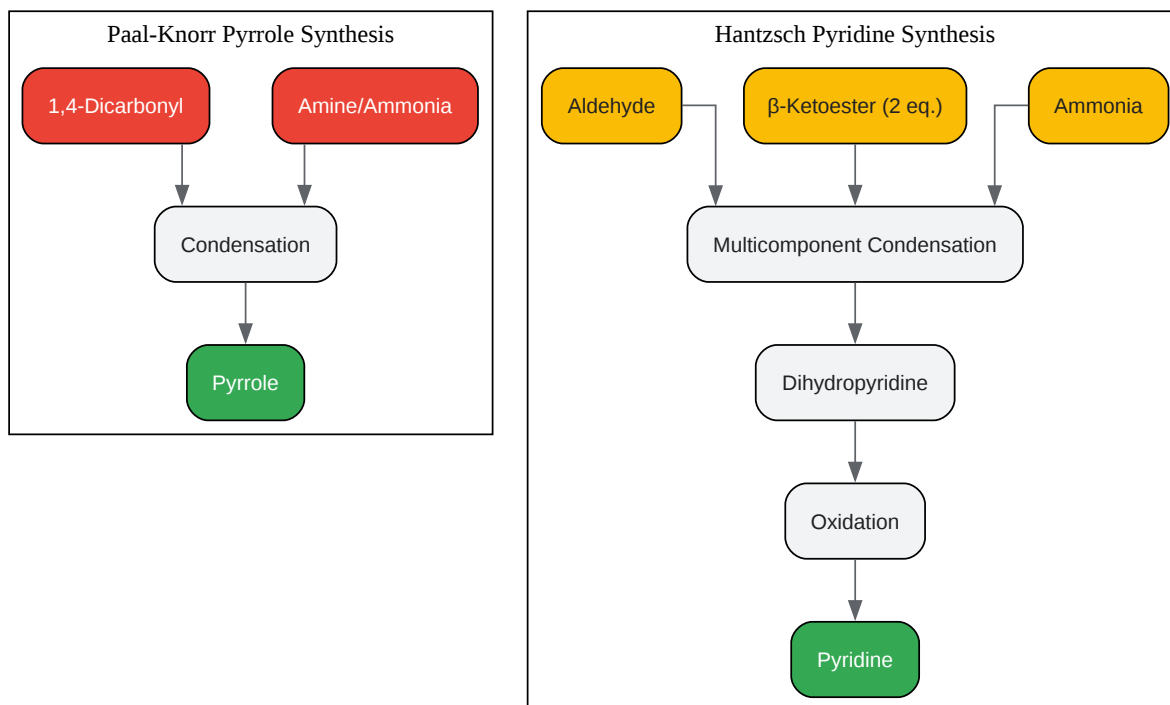 Paal-Knorr Pyrrole Synthesis
1,4-Dicarbonyl
Amine/Ammonia
Condensation
Pyrrole
Hantzsch Pyridine Synthesis
Aldehyde
β-Ketoester (2 eq.)
Ammonia
Multicomponent Condensation
Dihydropyridine
Oxidation
Pyridine